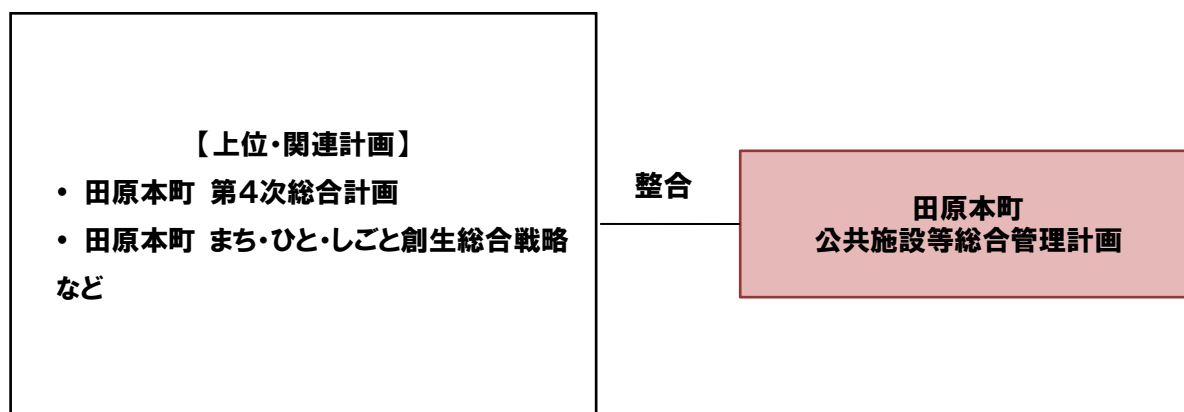 【上位・関連計画】
• 田原本町 第4次総合計画
• 田原本町 まち・ひと・しごと創生総合戦略
など
整合
田原本町
公共施設等総合管理計画